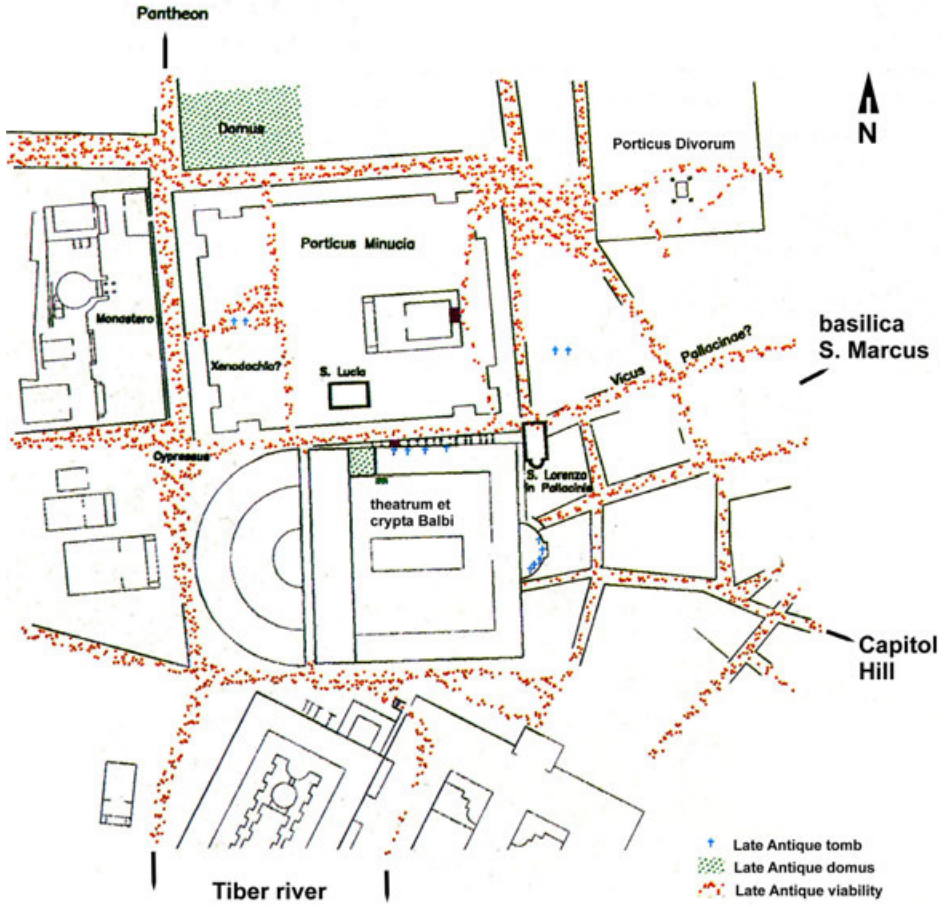 Pantheon
N
Domus
Porticus Divorum
Porticus Minucia
Monastero
basilica
S. Marcus
Vicus Pallacinae?
Xenodochia?
S. Lucia
Cypressus
S. Lorenzo
in Pallacinis
theatrum et
crypta Balbi
Capitol
Hill
Tiber river
Late Antique tomb
Late Antique domus
Late Antique viability